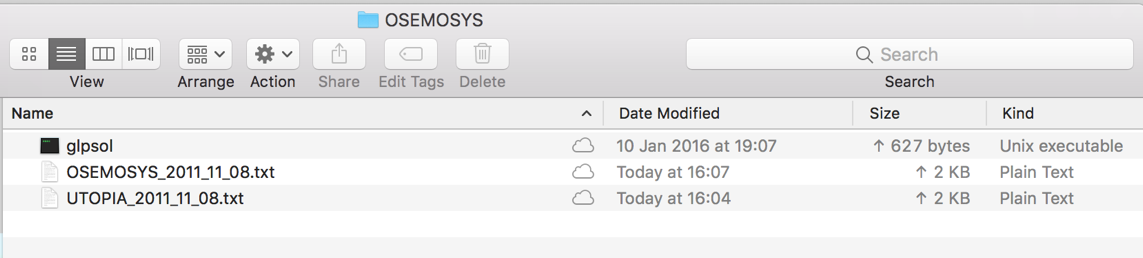 OSEMOSYS
Search
View Arrange Action Share Edit Tags Delete Search
Name Date Modified Size Kind
glpsol 10 Jan 2016 at 19:07 ↑ 627 bytes Unix executable
OSEMOSYS_2011_11_08.txt Today at 16:07 ↑ 2 KB Plain Text
UTOPIA_2011_11_08.txt Today at 16:04 ↑ 2 KB Plain Text